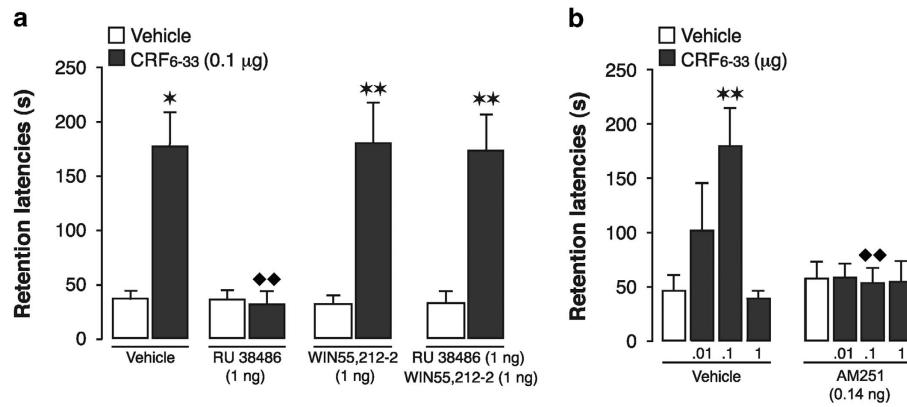 a
Vehicle
CRF6-33 (0.1 μg)
Retention latencies (s)
250
200
150
100
50
0
✶
◆◆
✶✶
✶✶
Vehicle
RU 38486
(1 ng)
WIN55,212-2
(1 ng)
RU 38486 (1 ng)
WIN55,212-2 (1 ng)
b
Vehicle
CRF6-33 (μg)
Retention latencies (s)
250
200
150
100
50
0
✶✶
◆◆
.01 .1 1
.01 .1 1
Vehicle
AM251
(0.14 ng)